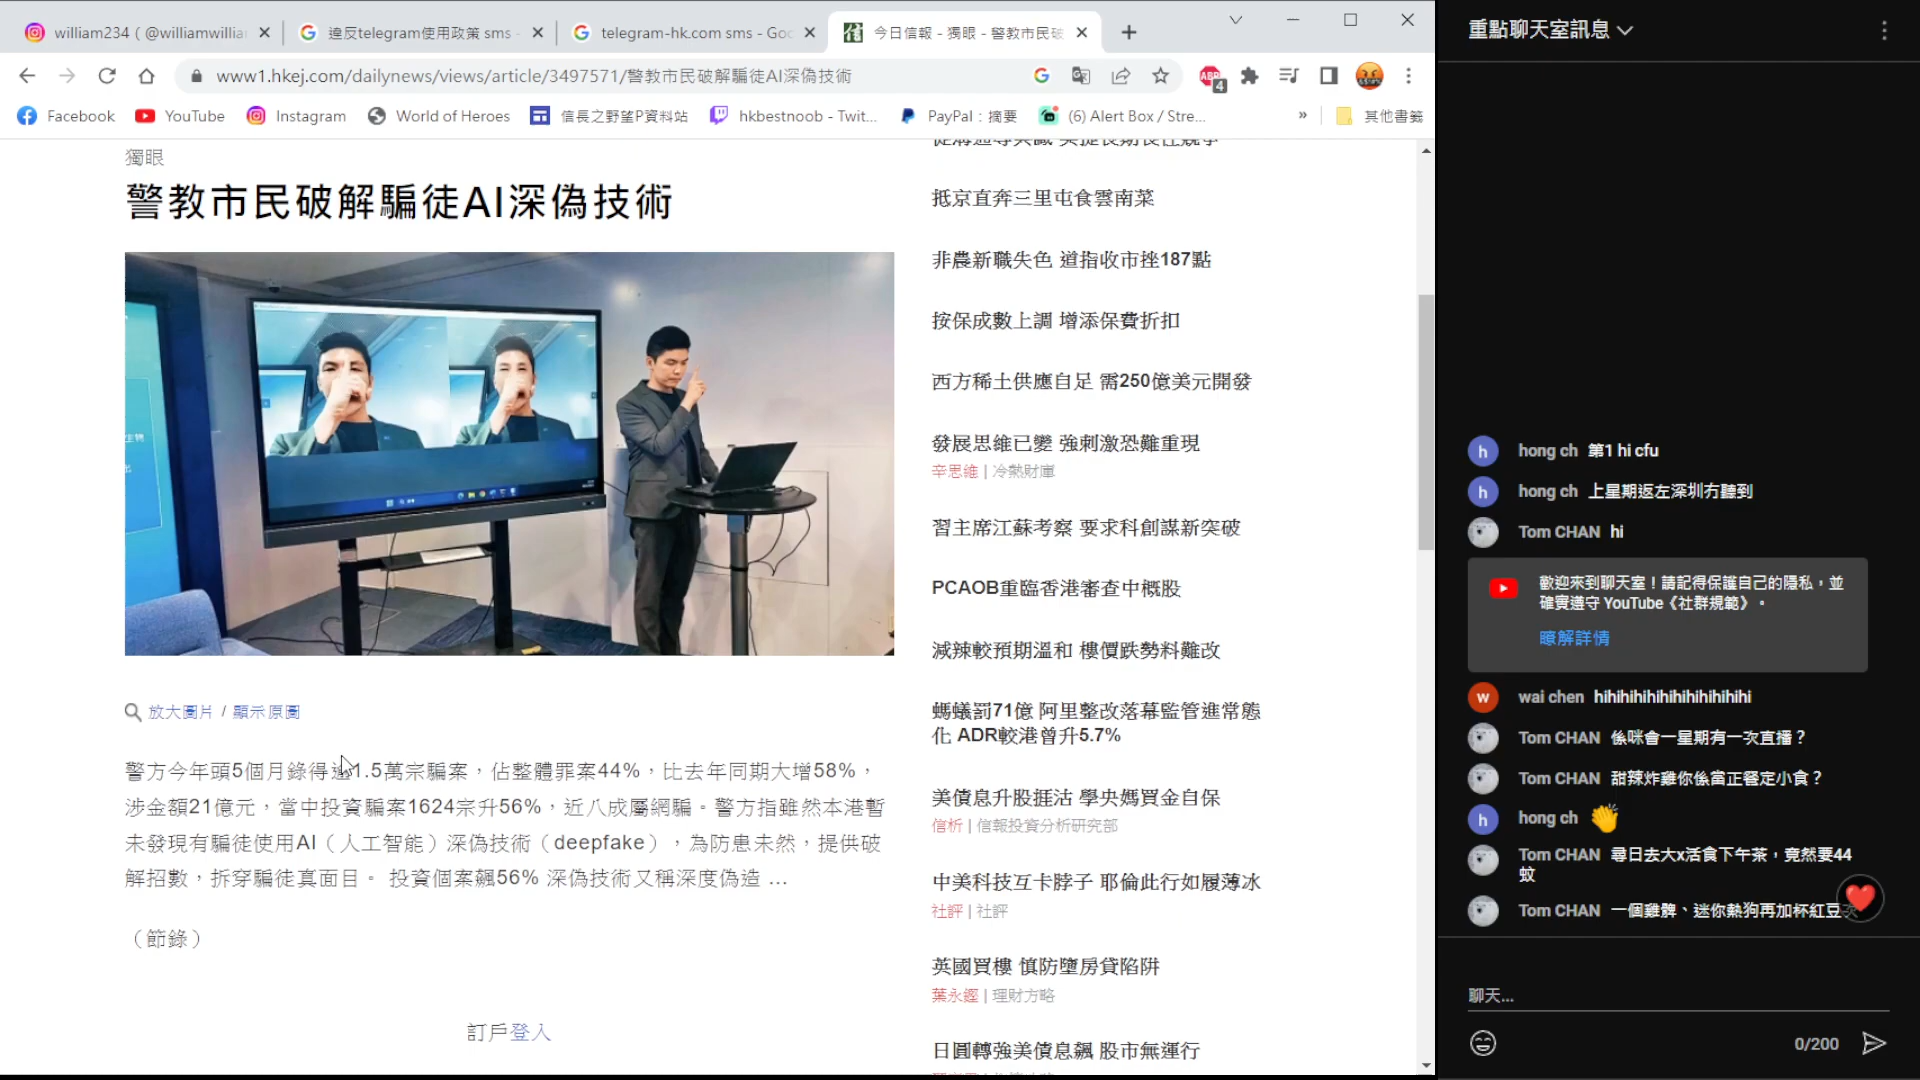 william234 ( @williamwillia
違反telegram使用政策 sms -
telegram-hk.com sms - Goo
今日信報 - 獨眼 - 警教市民破
www1.hkej.com/dailynews/views/article/3497571/警教市民破解騙徒AI深偽技術
ABP 4
Facebook
YouTube
Instagram
World of Heroes
信長之野望P資料站
hkbestnoob - Twit...
PayPal：摘要
(6) Alert Box / Stre...
»
其他書籤
獨眼
警教市民破解騙徒AI深偽技術
放大圖片 / 顯示原圖
警方今年頭5個月錄得逾1.5萬宗騙案，佔整體罪案44%，比去年同期大增58%，
涉金額21億元，當中投資騙案1624宗升56%，近八成屬網騙。警方指雖然本港暫
未發現有騙徒使用AI（人工智能）深偽技術（deepfake），為防患未然，提供破
解招數，拆穿騙徒真面目。 投資個案飆56% 深偽技術又稱深度偽造 ...
（節錄）
訂戶登入
抵京直奔三里屯食雲南菜
非農新職失色 道指收市挫187點
按保成數上調 增添保費折扣
西方稀土供應自足 需250億美元開發
發展思維已變 強刺激恐難重現
辛思維 | 冷熱財庫
習主席江蘇考察 要求科創謀新突破
PCAOB重臨香港審查中概股
減辣較預期溫和 樓價跌勢料難改
螞蟻罰71億 阿里整改落幕監管進常態
化 ADR較港曾升5.7%
美債息升股捱沽 學央媽買金自保
信析 | 信報投資分析研究部
中美科技互卡脖子 耶倫此行如履薄冰
社評 | 社評
英國買樓 慎防墮房貸陷阱
葉永鏗 | 理財方略
日圓轉強美債息飆 股市無運行
重點聊天室訊息
h hong ch 第1 hi cfu
h hong ch 上星期返左深圳冇聽到
Tom CHAN hi
歡迎來到聊天室！請記得保護自己的隱私，並
確實遵守 YouTube《社群規範》。
瞭解詳情
w wai chen hihihihihihihihihihihihi
Tom CHAN 係咪會一星期有一次直播？
Tom CHAN 甜辣炸雞你係當正餐定小食？
h hong ch 👏
Tom CHAN 尋日去大x活食下午茶，竟然要44
蚊
Tom CHAN 一個雞髀、迷你熱狗再加杯紅豆
聊天...
0/200